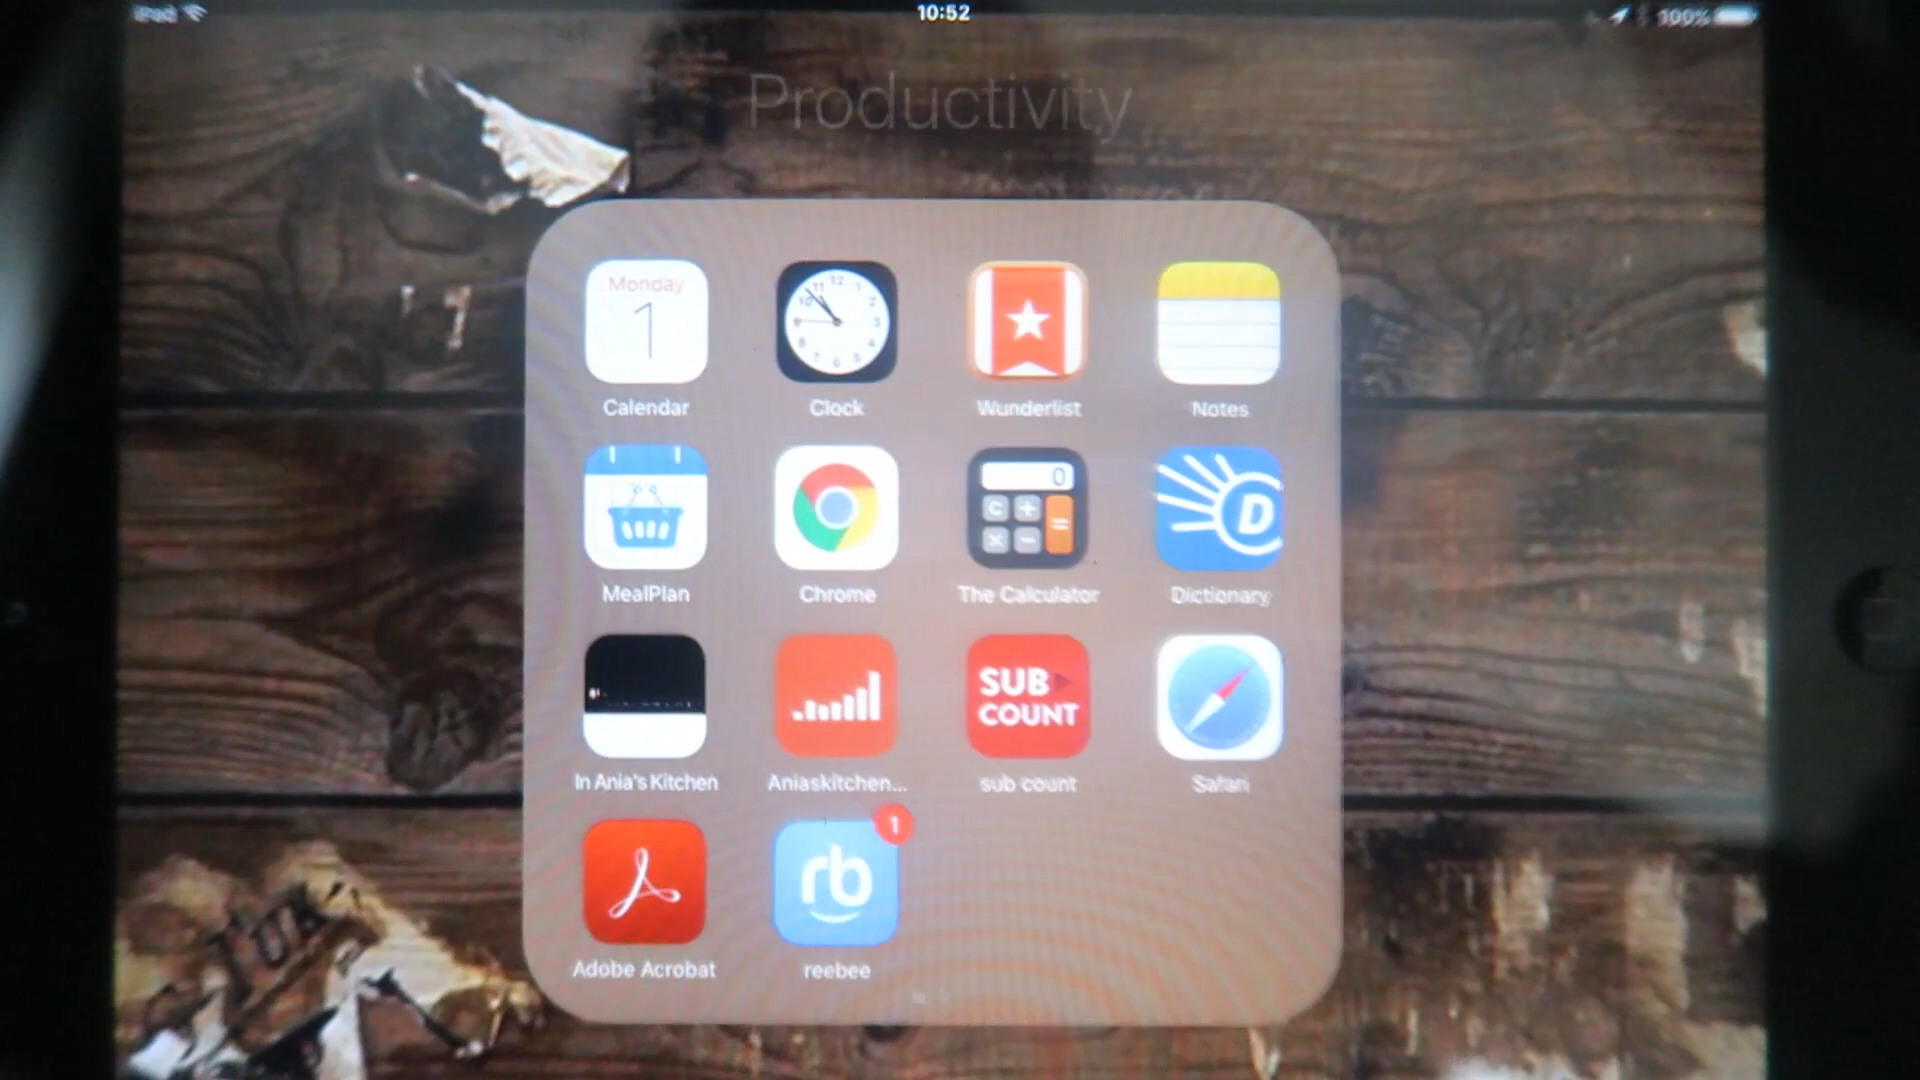 iPad 10:52 100%
Productivity
Monday
1
Calendar Clock Wunderlist Notes
0
C +
=
× −
D
MealPlan Chrome The Calculator Dictionary
SUB
COUNT
In Ania's Kitchen Aniaskitchen... sub count Safari
1
rb
Adobe Acrobat reebee